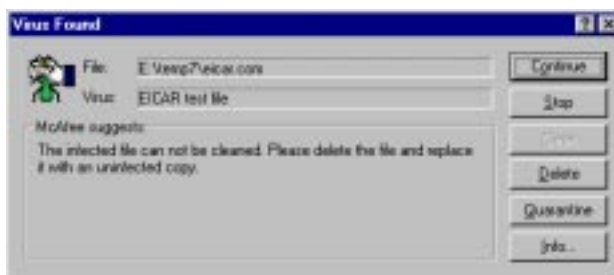 Virus Found
File: E:\temp7\eicar.com
Continue
Virus: EICAR test file
Stop
McAfee suggests:
The infected file can not be cleaned. Please delete the file and replace
it with an uninfected copy.
Delete
Quarantine
Info...